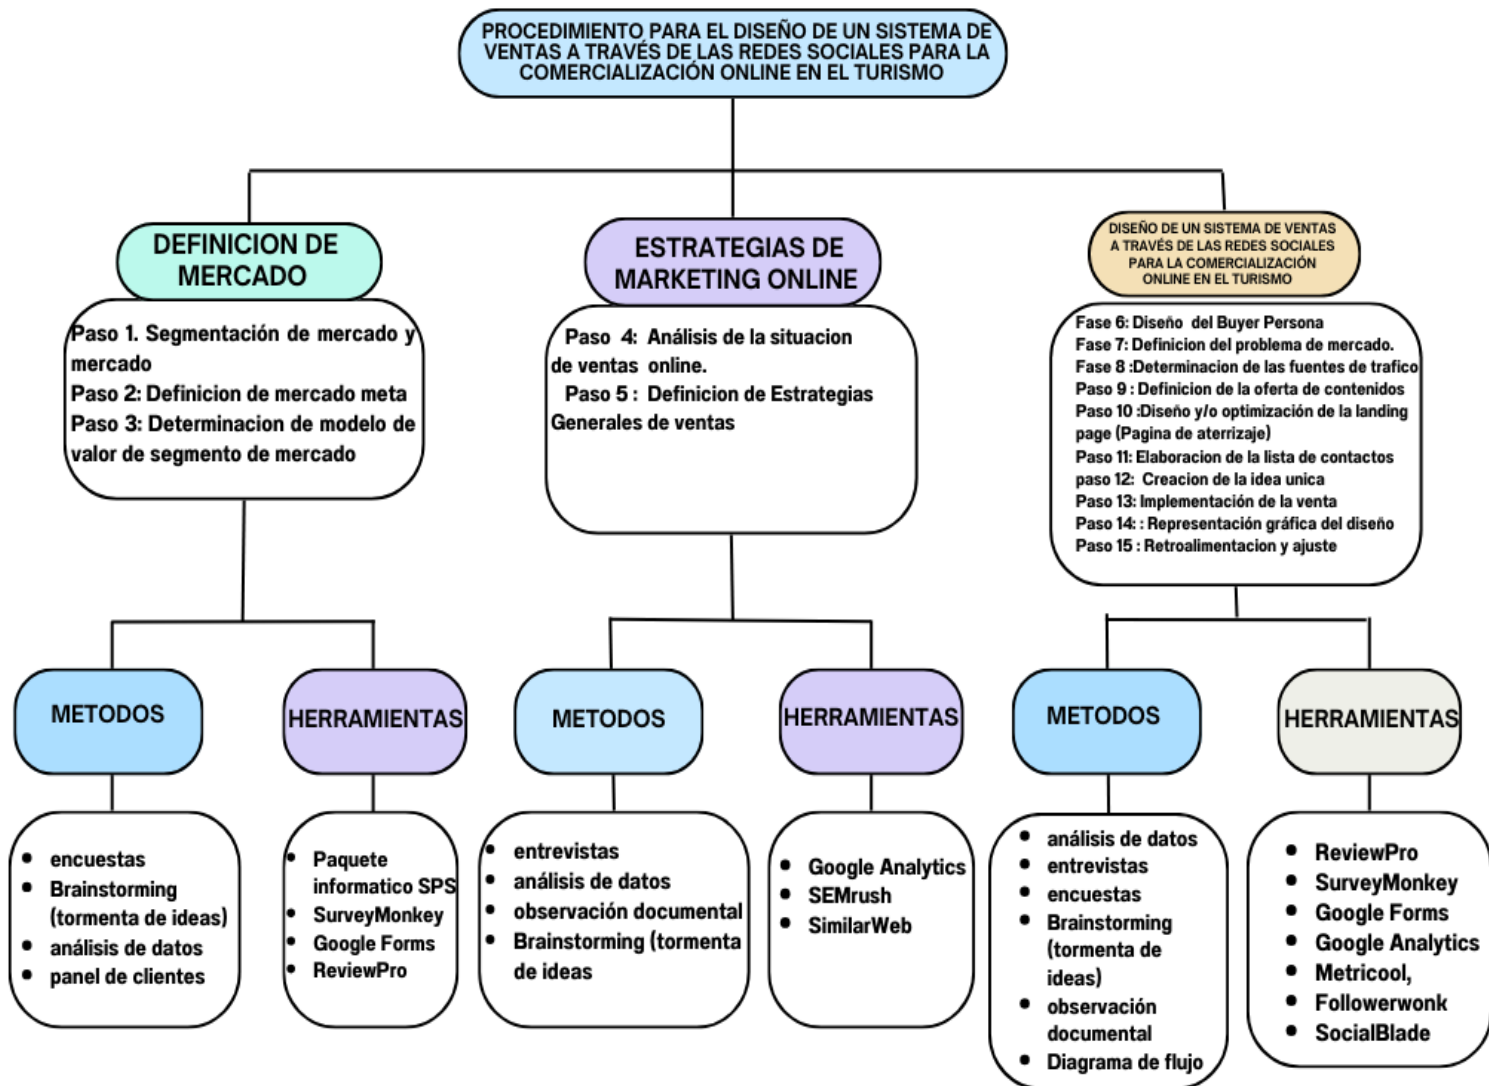 PROCEDIMIENTO PARA EL DISEÑO DE UN SISTEMA DE
VENTAS A TRAVÉS DE LAS REDES SOCIALES PARA LA
COMERCIALIZACIÓN ONLINE EN EL TURISMO
DEFINICION DE
MERCADO
Paso 1. Segmentación de mercado y
mercado
Paso 2: Definicion de mercado meta
Paso 3: Determinacion de modelo de
valor de segmento de mercado
METODOS
encuestas
Brainstorming
(tormenta de ideas)
análisis de datos
panel de clientes
HERRAMIENTAS
Paquete
informatico SPS
SurveyMonkey
Google Forms
ReviewPro
ESTRATEGIAS DE
MARKETING ONLINE
Paso 4: Análisis de la situacion
de ventas online.
Paso 5 : Definicion de Estrategias
Generales de ventas
METODOS
entrevistas
análisis de datos
observación documental
Brainstorming (tormenta
de ideas
HERRAMIENTAS
Google Analytics
SEMrush
SimilarWeb
DISEÑO DE UN SISTEMA DE VENTAS
A TRAVÉS DE LAS REDES SOCIALES
PARA LA COMERCIALIZACIÓN
ONLINE EN EL TURISMO
Fase 6: Diseño del Buyer Persona
Fase 7: Definicion del problema de mercado.
Fase 8 :Determinacion de las fuentes de trafico
Paso 9 : Definicion de la oferta de contenidos
Paso 10 :Diseño y/o optimización de la landing
page (Pagina de aterrizaje)
Paso 11: Elaboracion de la lista de contactos
paso 12: Creacion de la idea unica
Paso 13: Implementación de la venta
Paso 14: : Representación gráfica del diseño
Paso 15 : Retroalimentacion y ajuste
METODOS
análisis de datos
entrevistas
encuestas
Brainstorming
(tormenta de
ideas)
observación
documental
Diagrama de flujo
HERRAMIENTAS
ReviewPro
SurveyMonkey
Google Forms
Google Analytics
Metricool,
Followerwonk
SocialBlade